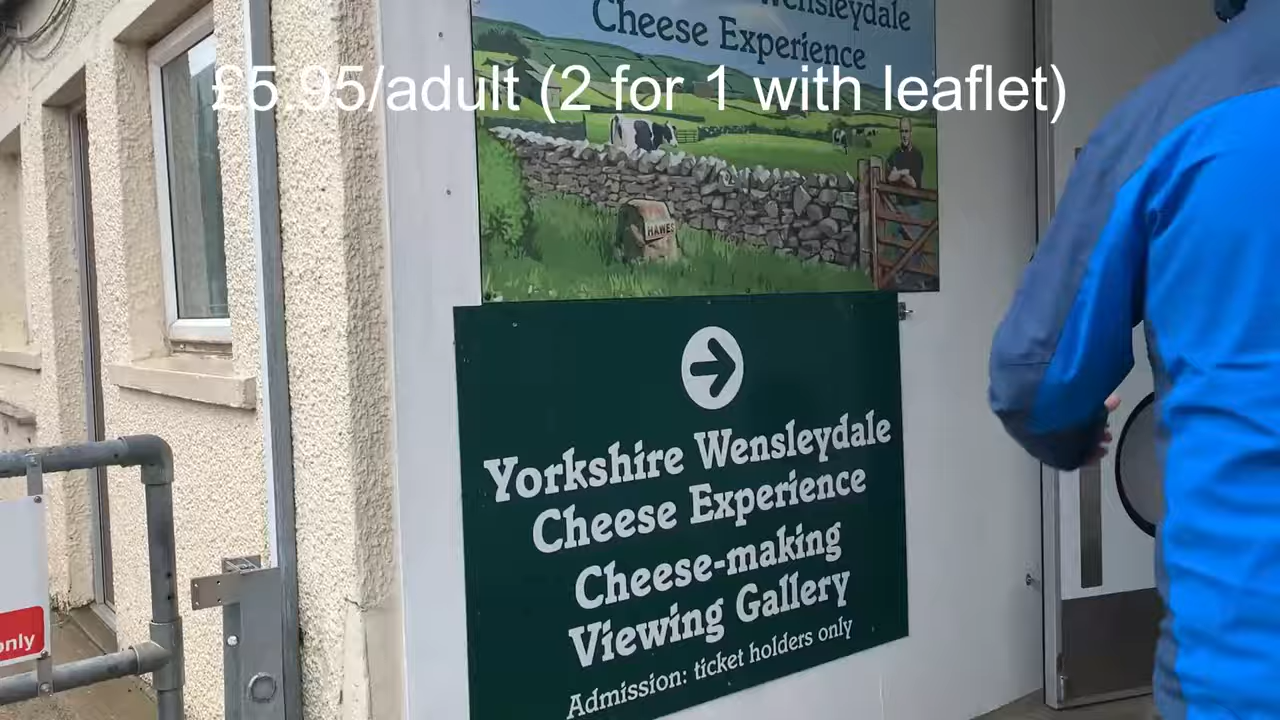 Wensleydale
Cheese Experience
£5.95/adult (2 for 1 with leaflet)
HAWES
Yorkshire Wensleydale
Cheese Experience
Cheese-making
Viewing Gallery
Admission: ticket holders only
only